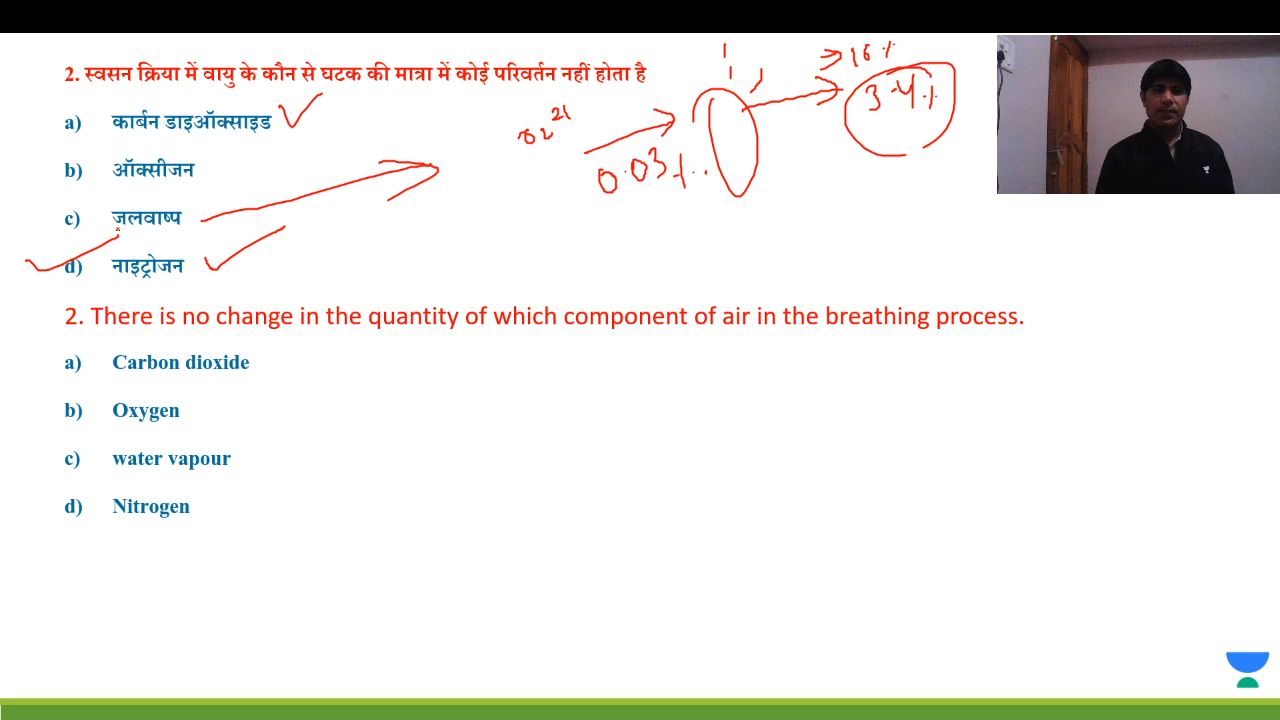 2. स्वसन क्रिया में वायु के कौन से घटक की मात्रा में कोई परिवर्तन नहीं होता है
a) कार्बन डाइऑक्साइड
b) ऑक्सीजन
c) जलवाष्प
d) नाइट्रोजन
O2 21
0.03%
16%
3-4%
2. There is no change in the quantity of which component of air in the breathing process.
a) Carbon dioxide
b) Oxygen
c) water vapour
d) Nitrogen